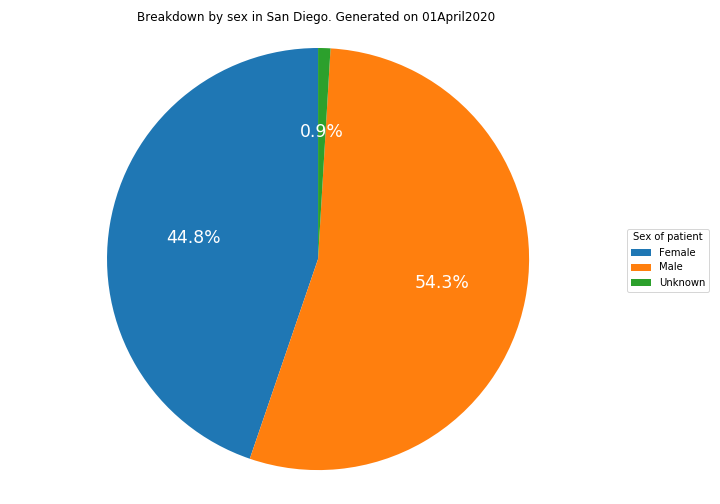 Breakdown by sex in San Diego. Generated on 01April2020
0.9%
44.8%
54.3%
Sex of patient
Female
Male
Unknown